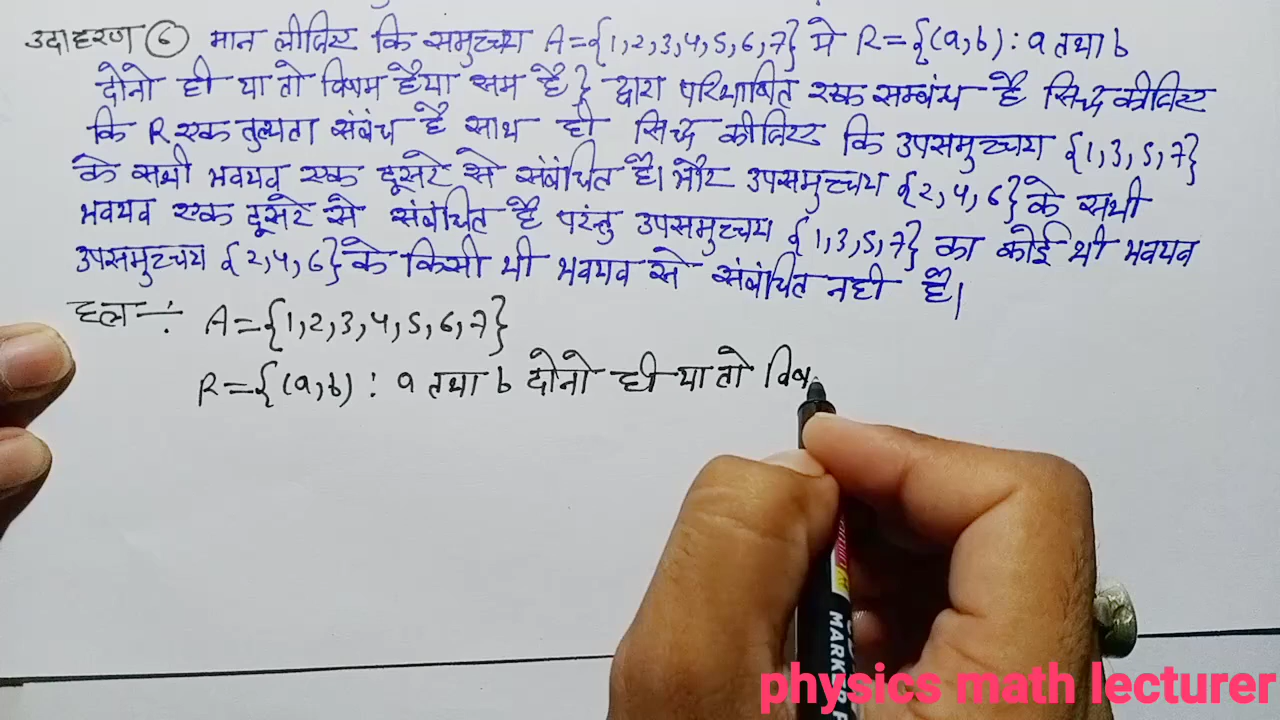 उदाहरण ⑥ मान लीजिए कि समुच्चय A={1,2,3,4,5,6,7} मे R={(a,b) : a तथा b
दोनो ही या तो विषम है या सम है} द्वारा परिभाषित एक सम्बंध है सिद्ध कीजिए
कि R एक तुल्यता संबंध है साथ ही सिद्ध कीजिए कि उपसमुच्चय {1,3,5,7}
के सभी अवयव एक दूसरे से संबंधित है। और उपसमुच्चय {2,4,6} के सभी
अवयव एक दूसरे से संबंधित है परंतु उपसमुच्चय {1,3,5,7} का कोई भी अवयव
उपसमुच्चय {2,4,6} के किसी भी अवयव से संबंधित नही है।
हल ÷ A={1,2,3,4,5,6,7}
R={(a,b) : a तथा b दोनो ही या तो विष
MARK
physics math lecturer